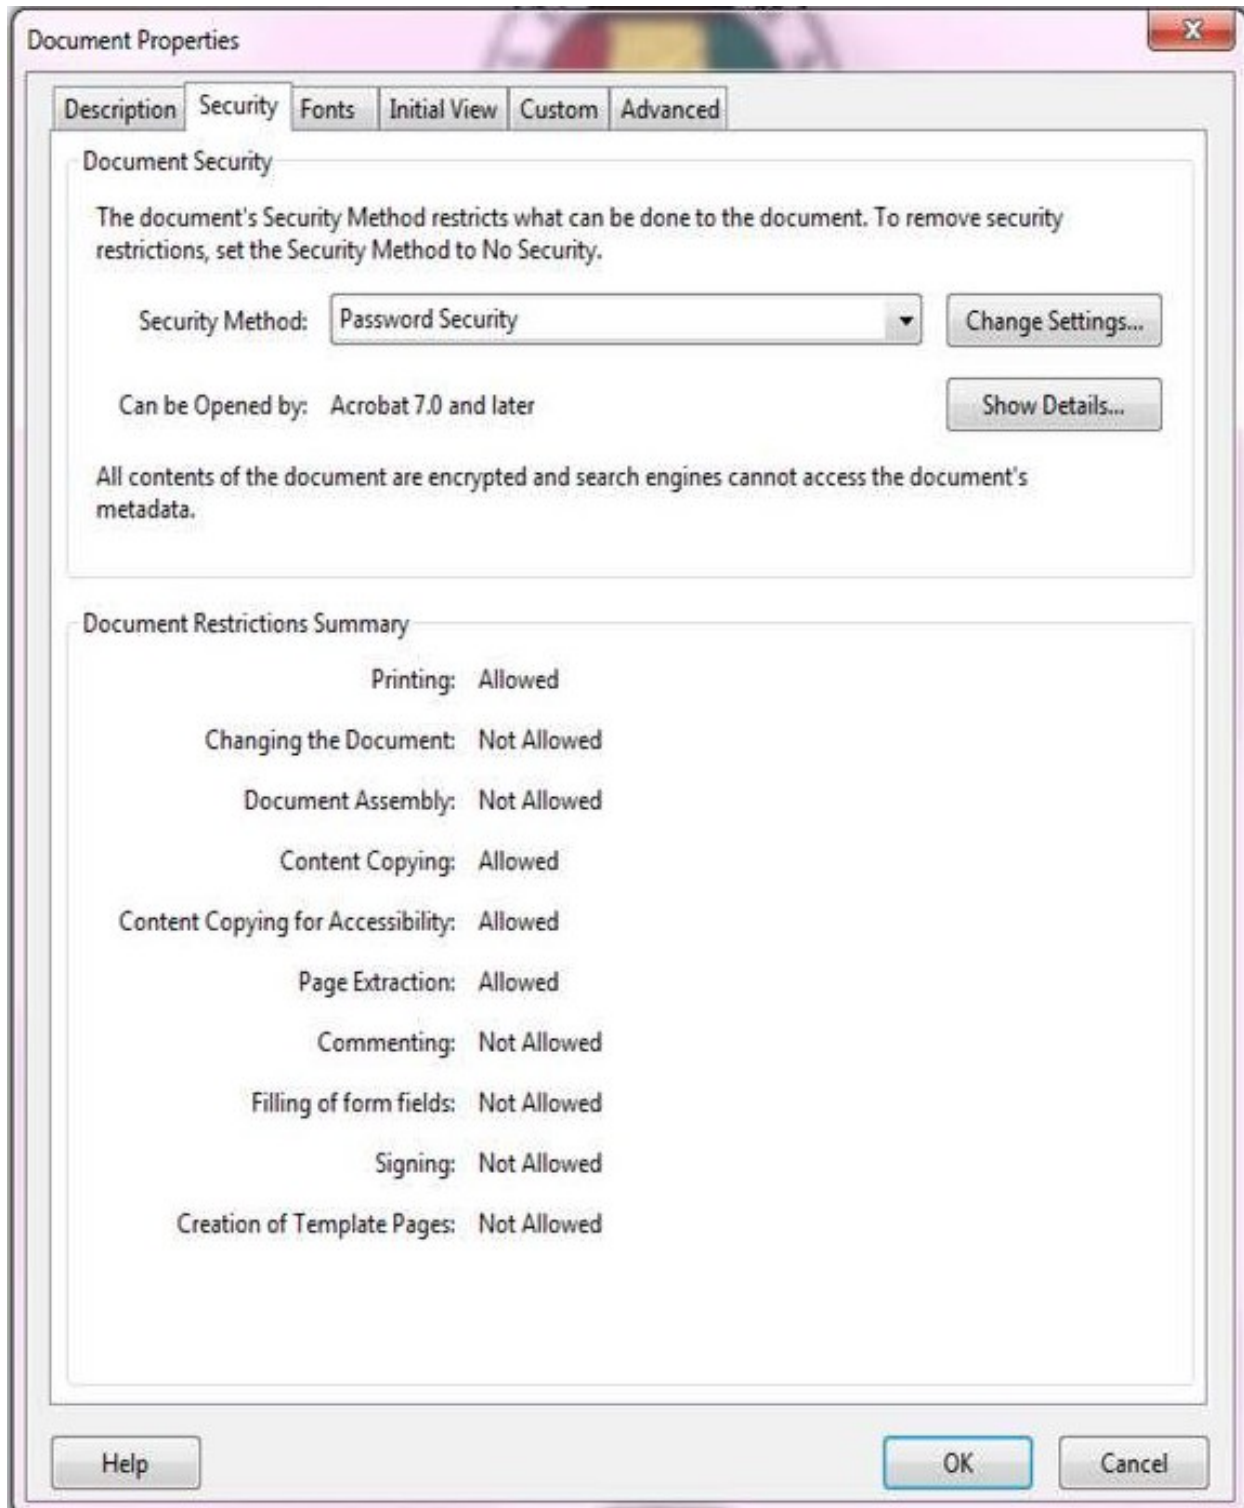 Document Properties
Description Security Fonts Initial View Custom Advanced
Document Security
The document's Security Method restricts what can be done to the document. To remove security
restrictions, set the Security Method to No Security.
Security Method: Password Security Change Settings...
Can be Opened by: Acrobat 7.0 and later Show Details...
All contents of the document are encrypted and search engines cannot access the document's
metadata.
Document Restrictions Summary
Printing: Allowed
Changing the Document: Not Allowed
Document Assembly: Not Allowed
Content Copying: Allowed
Content Copying for Accessibility: Allowed
Page Extraction: Allowed
Commenting: Not Allowed
Filling of form fields: Not Allowed
Signing: Not Allowed
Creation of Template Pages: Not Allowed
Help OK Cancel